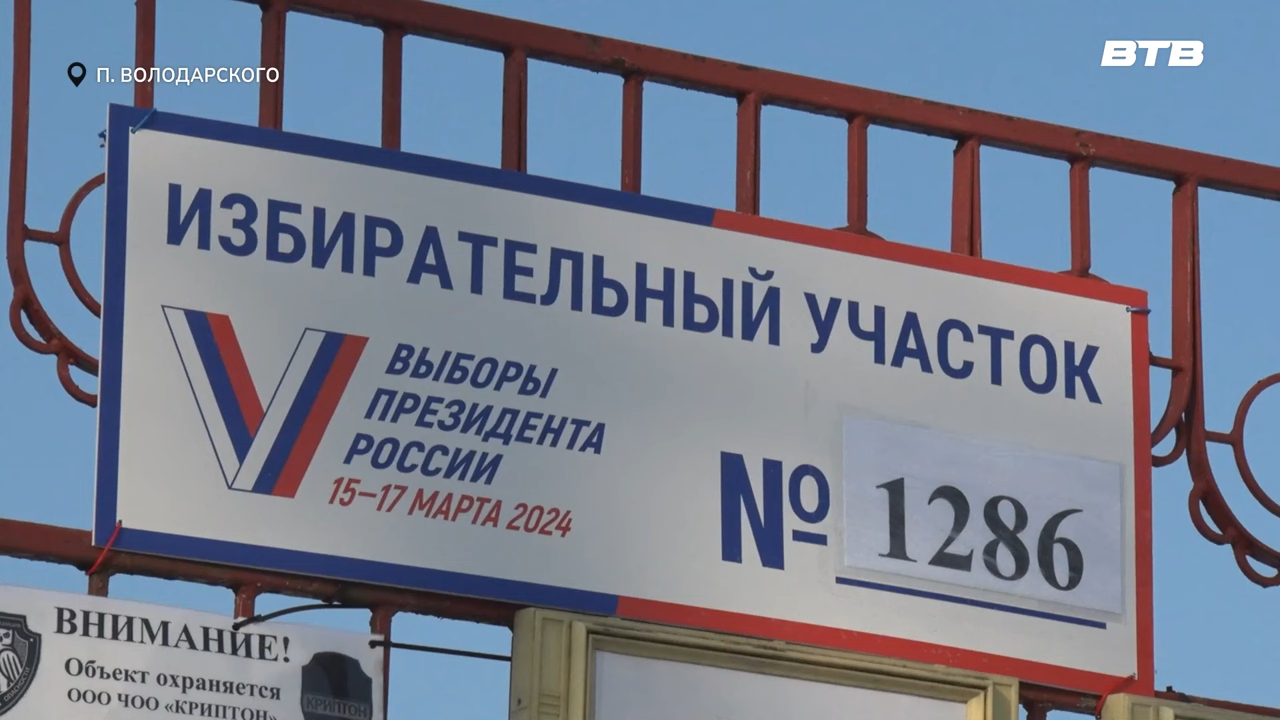 П. ВОЛОДАРСКОГО
ВТВ
ИЗБИРАТЕЛЬНЫЙ УЧАСТОК
ВЫБОРЫ
ПРЕЗИДЕНТА
РОССИИ
15–17 МАРТА 2024
№ 1286
ВНИМАНИЕ!
Объект охраняется
ООО ЧОО «КРИПТОН»
КРИПТОН